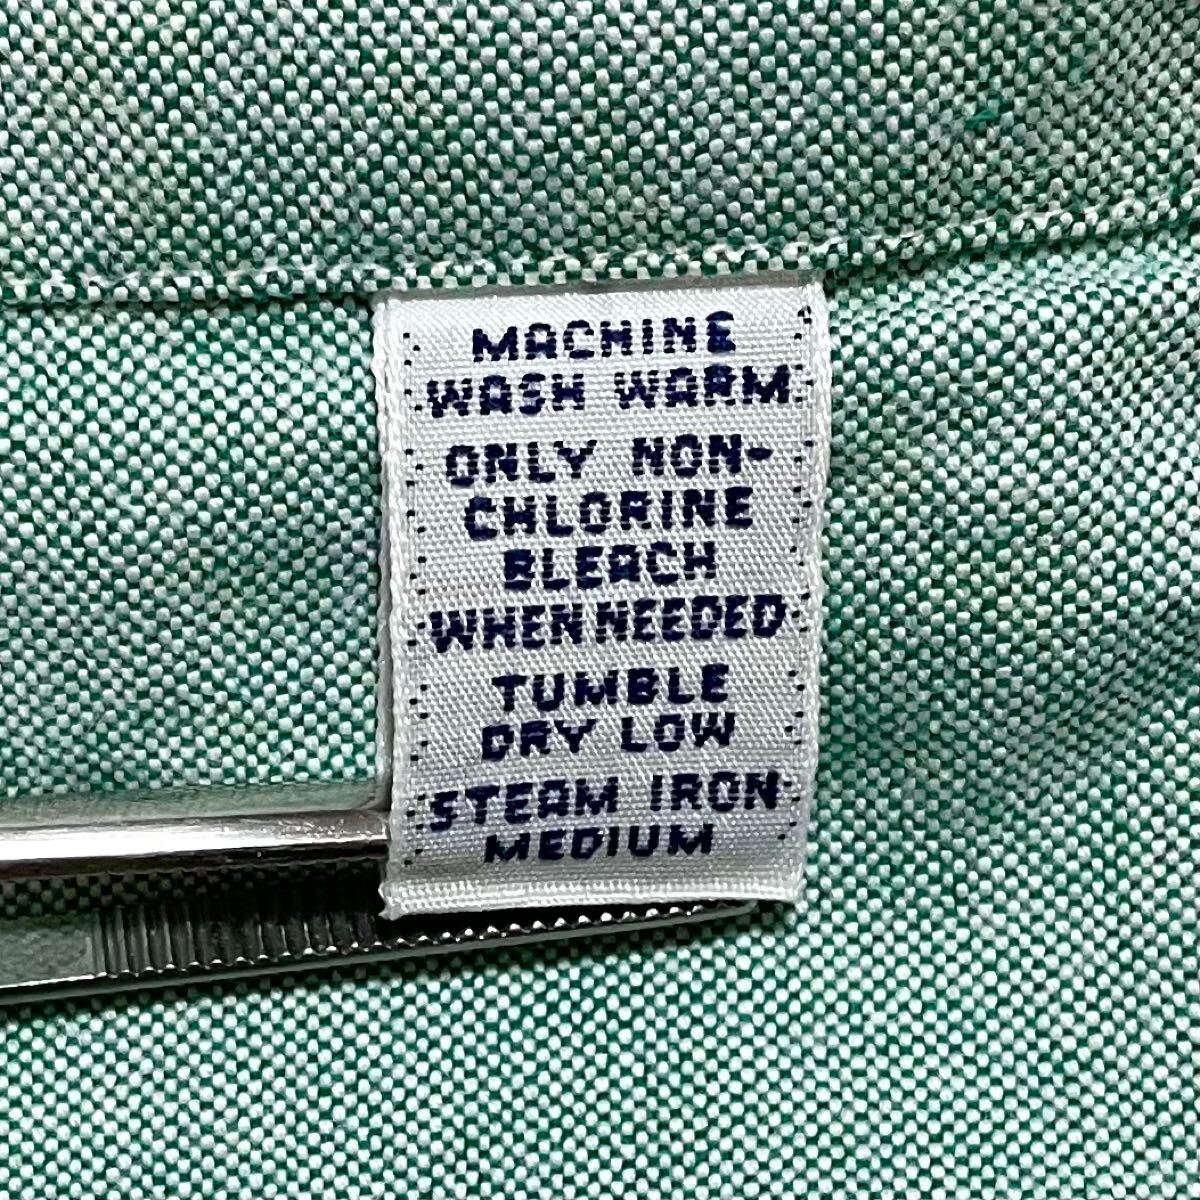 MACHINE
WASH WARM
ONLY NON-
CHLORINE
BLEACH
WHEN NEEDED
TUMBLE
DRY LOW
STEAM IRON
MEDIUM